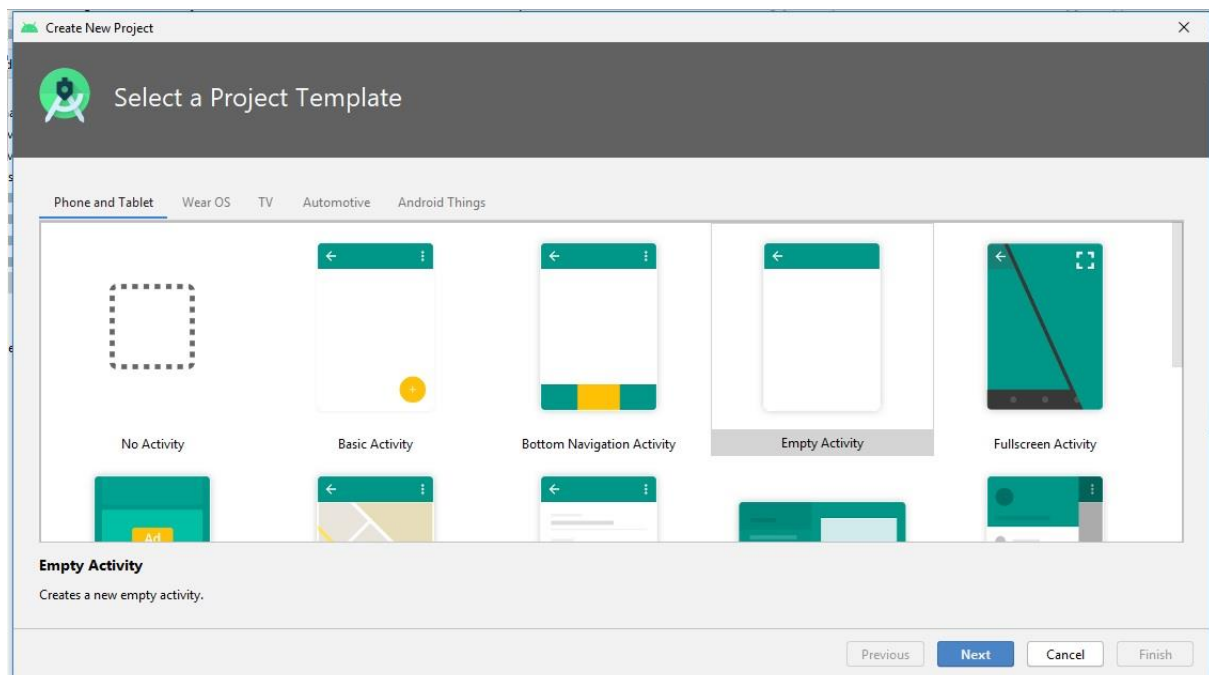 Create New Project
Select a Project Template
Phone and Tablet Wear OS TV Automotive Android Things
No Activity Basic Activity Bottom Navigation Activity Empty Activity Fullscreen Activity
Ad
Empty Activity
Creates a new empty activity.
Previous Next Cancel Finish